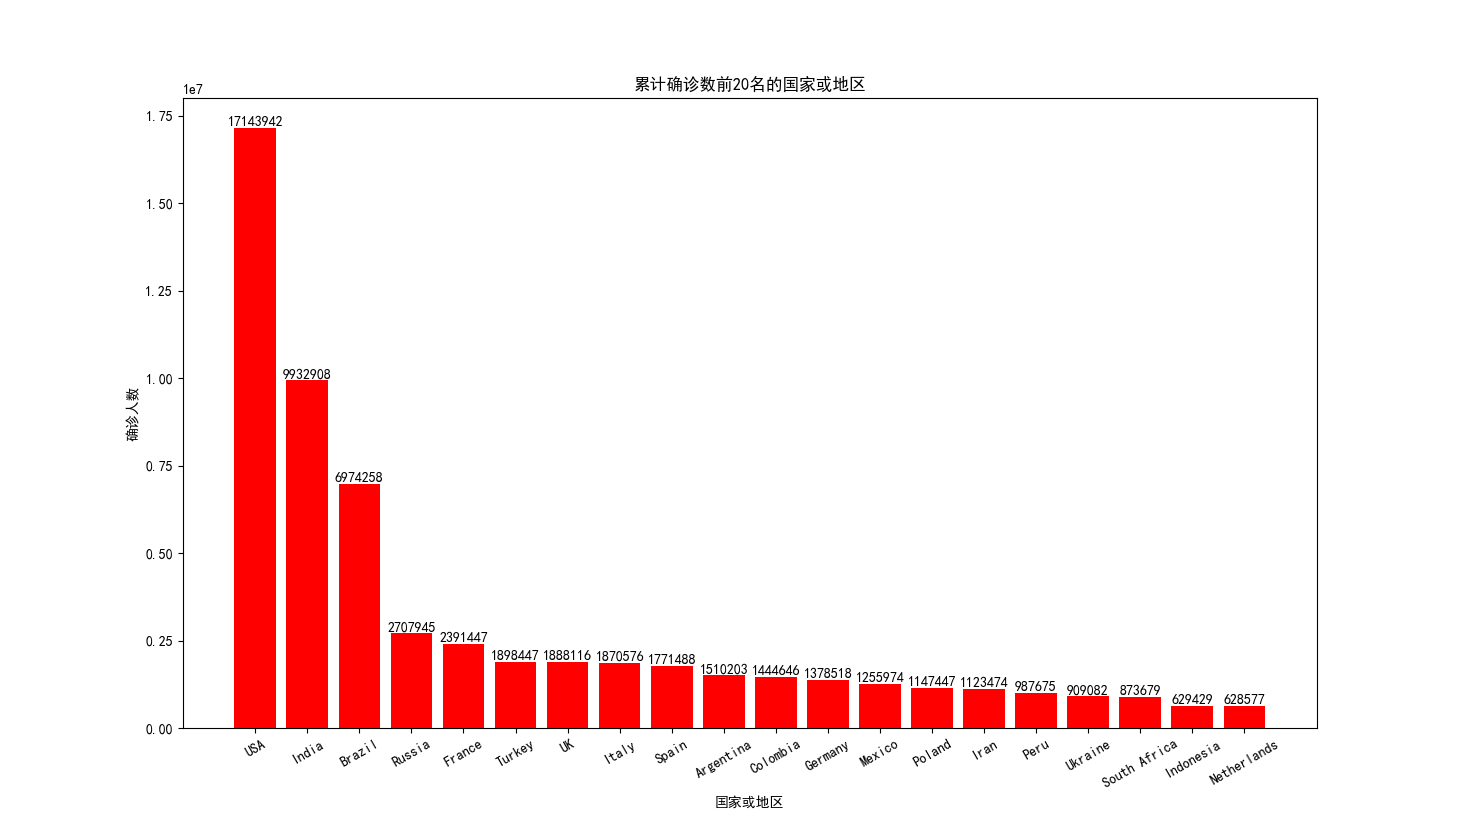 累计确诊数前20名的国家或地区
1e7
1.75
1.50
1.25
1.00
0.75
0.50
0.25
0.00
确诊人数
17143942
9932908
6974258
2707945
2391447
1898447
1888116
1870576
1771488
1510203
1444646
1378518
1255974
1147447
1123474
987675
909082
873679
629429
628577
USA
India
Brazil
Russia
France
Turkey
UK
Italy
Spain
Argentina
Colombia
Germany
Mexico
Poland
Iran
Peru
Ukraine
South Africa
Indonesia
Netherlands
国家或地区